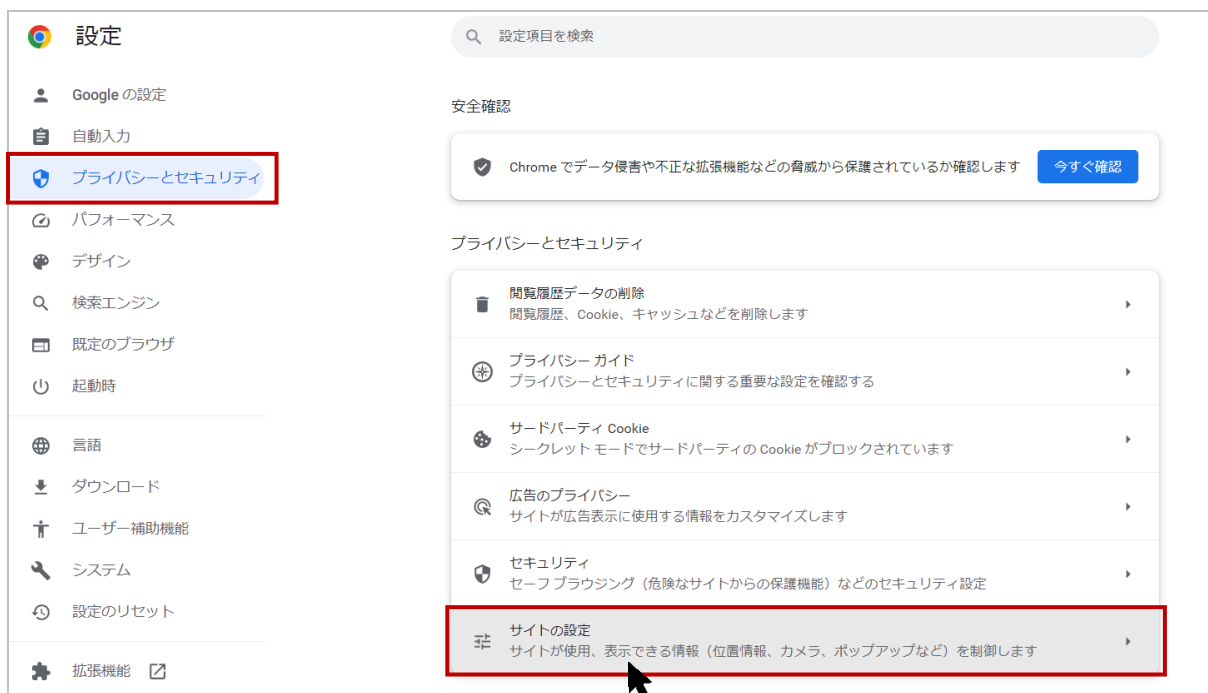 設定
設定項目を検索
Google の設定
自動入力
プライバシーとセキュリティ
パフォーマンス
デザイン
検索エンジン
既定のブラウザ
起動時
言語
ダウンロード
ユーザー補助機能
システム
設定のリセット
拡張機能
安全確認
Chrome でデータ侵害や不正な拡張機能などの脅威から保護されているか確認します
今すぐ確認
プライバシーとセキュリティ
閲覧履歴データの削除
閲覧履歴、Cookie、キャッシュなどを削除します
プライバシー ガイド
プライバシーとセキュリティに関する重要な設定を確認する
サードパーティ Cookie
シークレット モードでサードパーティの Cookie がブロックされています
広告のプライバシー
サイトが広告表示に使用する情報をカスタマイズします
セキュリティ
セーフ ブラウジング（危険なサイトからの保護機能）などのセキュリティ設定
サイトの設定
サイトが使用、表示できる情報（位置情報、カメラ、ポップアップなど）を制御します